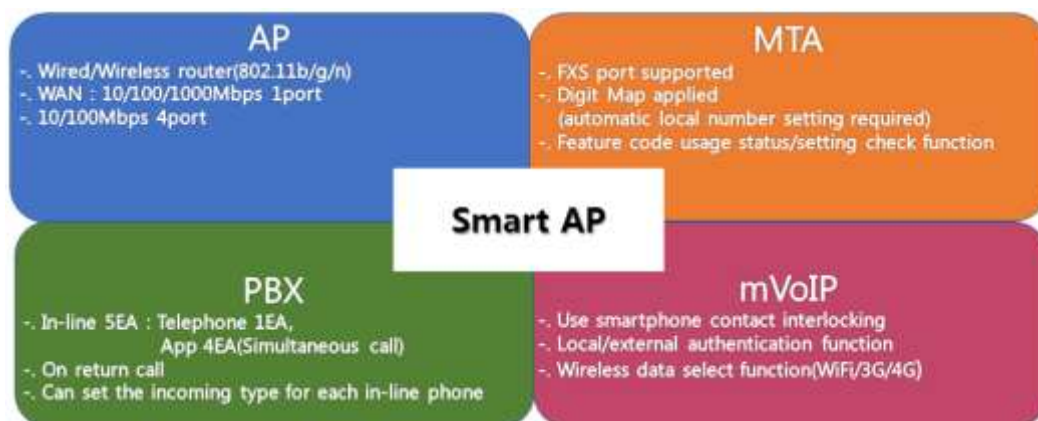 AP
-. Wired/Wireless router(802.11b/g/n)
-. WAN : 10/100/1000Mbps 1port
-. 10/100Mbps 4port
MTA
-. FXS port supported
-. Digit Map applied
(automatic local number setting required)
-. Feature code usage status/setting check function
Smart AP
PBX
-. In-line 5EA : Telephone 1EA,
App 4EA(Simultaneous call)
-. On return call
-. Can set the incoming type for each in-line phone
mVoIP
-. Use smartphone contact interlocking
-. Local/external authentication function
-. Wireless data select function(WiFi/3G/4G)